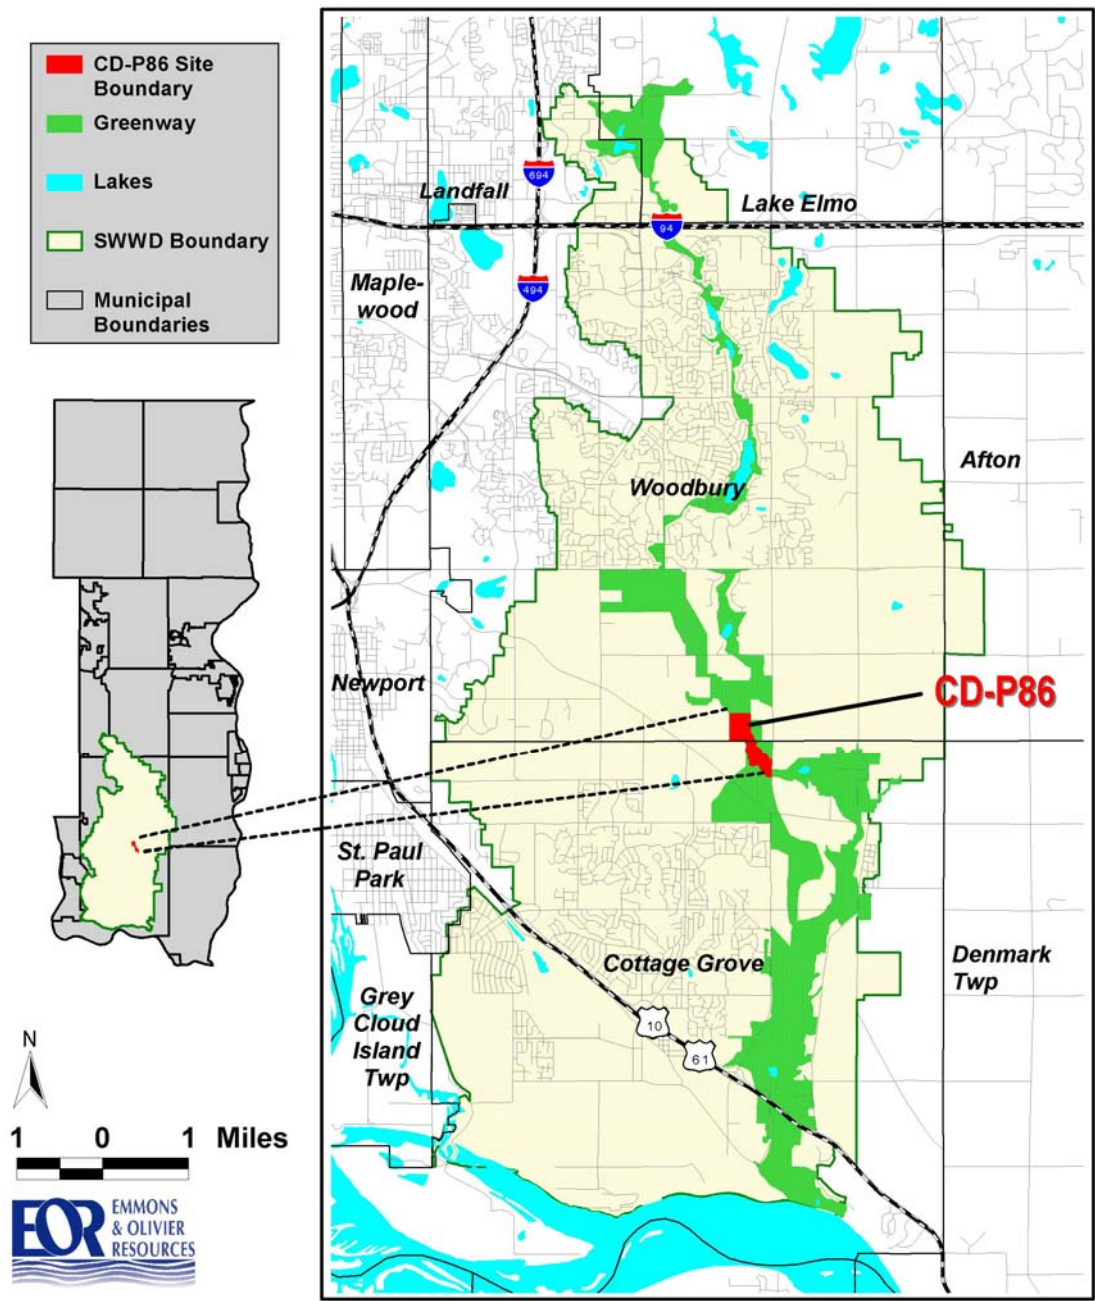 CD-P86 Site
Boundary
Greenway
Lakes
SWWD Boundary
Municipal
Boundaries
N
1 0 1 Miles
EOR
EMMONS
& OLIVIER
RESOURCES
694
Landfall
Lake Elmo
94
494
Maple-
wood
Afton
Woodbury
Newport
CD-P86
St. Paul
Park
Cottage Grove
Denmark
Twp
Grey
Cloud
Island
Twp
10
61